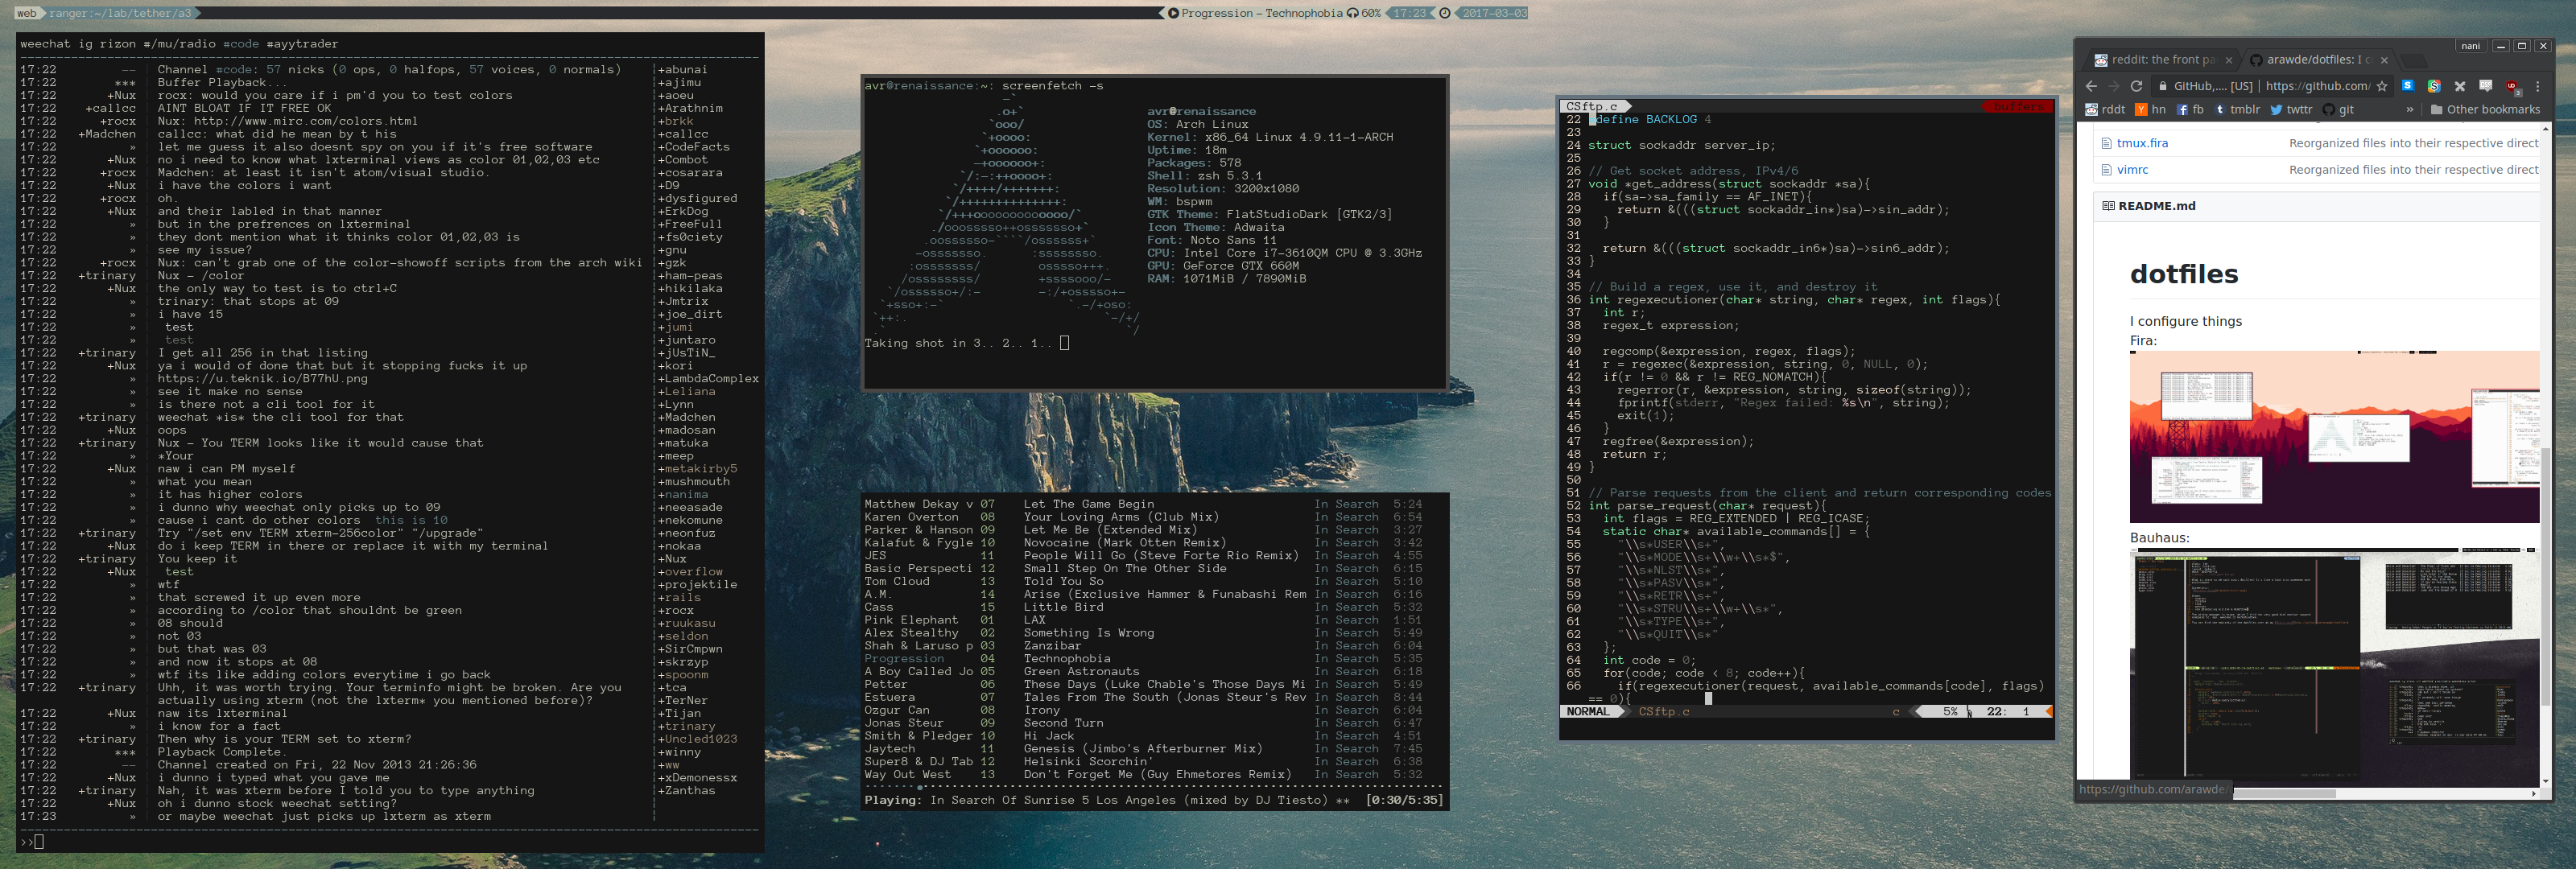 web ranger:~/lab/tether/a3
Progression - Technophobia 60% 17:23 2017-03-03
weechat ig rizon #/mu/radio #code #ayytrader
17:22 -- Channel #code: 57 nicks (0 ops, 0 halfops, 57 voices, 0 normals)
17:22 *** Buffer Playback...
17:22 +Nux rocx: would you care if i pm'd you to test colors
17:22 +callcc AINT BLOAT IF IT FREE OK
17:22 +rocx Nux: http://www.mirc.com/colors.html
17:22 +Madchen callcc: what did he mean by t his
17:22 » let me guess it also doesnt spy on you if it's free software
17:22 +Nux no i need to know what lxterminal views as color 01,02,03 etc
17:22 +rocx Madchen: at least it isn't atom/visual studio.
17:22 +Nux i have the colors i want
17:22 +rocx oh.
17:22 +Nux and their labled in that manner
17:22 » but in the prefrences on lxterminal
17:22 » they dont mention what it thinks color 01,02,03 is
17:22 » see my issue?
17:22 +rocx Nux: can't grab one of the color-showoff scripts from the arch wiki
17:22 +trinary Nux - /color
17:22 +Nux the only way to test is to ctrl+C
17:22 » trinary: that stops at 09
17:22 » i have 15
17:22 » test
17:22 » test
17:22 +trinary I get all 256 in that listing
17:22 +Nux ya i would of done that but it stopping fucks it up
17:22 » https://u.teknik.io/B77hU.png
17:22 » see it make no sense
17:22 » is there not a cli tool for it
17:22 +trinary weechat *is* the cli tool for that
17:22 +Nux oops
17:22 +trinary Nux - You TERM looks like it would cause that
17:22 » *Your
17:22 +Nux naw i can PM myself
17:22 » what you mean
17:22 » it has higher colors
17:22 » i dunno why weechat only picks up to 09
17:22 » cause i cant do other colors this is 10
17:22 +trinary Try "/set env TERM xterm-256color" "/upgrade"
17:22 +Nux do i keep TERM in there or replace it with my terminal
17:22 +trinary You keep it
17:22 +Nux test
17:22 » wtf
17:22 » that screwed it up even more
17:22 » according to /color that shouldnt be green
17:22 » 08 should
17:22 » not 03
17:22 » but that was 03
17:22 » and now it stops at 08
17:22 » wtf its like adding colors everytime i go back
17:22 +trinary Uhh, it was worth trying. Your terminfo might be broken. Are you
actually using xterm (not the lxterm* you mentioned before)?
17:22 +Nux naw its lxterminal
17:22 » i know for a fact
17:22 +trinary Then why is your TERM set to xterm?
17:22 *** Playback Complete.
17:22 -- Channel created on Fri, 22 Nov 2013 21:26:36
17:22 +Nux i dunno i typed what you gave me
17:22 +trinary Nah, it was xterm before I told you to type anything
17:22 +Nux oh i dunno stock weechat setting?
17:23 » or maybe weechat just picks up lxterm as xterm
>>
+abunai
+ajimu
+aoeu
+Arathnim
+brkk
+callcc
+CodeFacts
+Combot
+cosarara
+D9
+dysfigured
+ErkDog
+FreeFull
+fs0ciety
+gnu
+gzk
+ham-peas
+hikilaka
+Jmtrix
+joe_dirt
+jumi
+juntaro
+jUsTiN_
+kori
+LambdaComplex
+Leliana
+Lynn
+Madchen
+madosan
+matuka
+meep
+metakirby5
+mushmouth
+nanima
+neeasade
+nekomune
+neonfuz
+nokaa
+Nux
+overflow
+projektile
+rails
+rocx
+ruukasu
+seldon
+SirCmpwn
+skrzyp
+spoonm
+tca
+TerNer
+Tijan
+trinary
+Uncled1023
+winny
+ww
+xDemonessx
+Zanthas
avr@renaissance:~: screenfetch -s
avr@renaissance
OS: Arch Linux
Kernel: x86_64 Linux 4.9.11-1-ARCH
Uptime: 18m
Packages: 578
Shell: zsh 5.3.1
Resolution: 3200x1080
WM: bspwm
GTK Theme: FlatStudioDark [GTK2/3]
Icon Theme: Adwaita
Font: Noto Sans 11
CPU: Intel Core i7-3610QM CPU @ 3.3GHz
GPU: GeForce GTX 660M
RAM: 1071MiB / 7890MiB
Taking shot in 3.. 2.. 1..
Matthew Dekay v 07 Let The Game Begin In Search 5:24
Karen Overton 08 Your Loving Arms (Club Mix) In Search 6:54
Parker & Hanson 09 Let Me Be (Extended Mix) In Search 3:27
Kalafut & Fygle 10 Novocaine (Mark Otten Remix) In Search 3:42
JES 11 People Will Go (Steve Forte Rio Remix) In Search 4:55
Basic Perspecti 12 Small Step On The Other Side In Search 6:15
Tom Cloud 13 Told You So In Search 5:10
A.M. 14 Arise (Exclusive Hammer & Funabashi Rem In Search 6:16
Cass 15 Little Bird In Search 5:32
Pink Elephant 01 LAX In Search 1:51
Alex Stealthy 02 Something Is Wrong In Search 5:49
Shah & Laruso p 03 Zanzibar In Search 6:04
Progression 04 Technophobia In Search 5:35
A Boy Called Jo 05 Green Astronauts In Search 6:18
Petter 06 These Days (Luke Chable's Those Days Mi In Search 5:49
Estuera 07 Tales From The South (Jonas Steur's Rev In Search 8:44
Ozgur Can 08 Irony In Search 6:04
Jonas Steur 09 Second Turn In Search 6:47
Smith & Pledger 10 Hi Jack In Search 4:51
Jaytech 11 Genesis (Jimbo's Afterburner Mix) In Search 7:45
Super8 & DJ Tab 12 Helsinki Scorchin' In Search 6:38
Way Out West 13 Don't Forget Me (Guy Ehmetores Remix) In Search 5:32
Playing: In Search Of Sunrise 5 Los Angeles (mixed by DJ Tiesto) ** [0:30/5:35]
CSftp.c buffers
22 #define BACKLOG 4
23
24 struct sockaddr server_ip;
25
26 // Get socket address, IPv4/6
27 void *get_address(struct sockaddr *sa){
28 if(sa->sa_family == AF_INET){
29 return &(((struct sockaddr_in*)sa)->sin_addr);
30 }
31
32 return &(((struct sockaddr_in6*)sa)->sin6_addr);
33 }
34
35 // Build a regex, use it, and destroy it
36 int regexecutioner(char* string, char* regex, int flags){
37 int r;
38 regex_t expression;
39
40 regcomp(&expression, regex, flags);
41 r = regexec(&expression, string, 0, NULL, 0);
42 if(r != 0 && r != REG_NOMATCH){
43 regerror(r, &expression, string, sizeof(string));
44 fprintf(stderr, "Regex failed: %s\n", string);
45 exit(1);
46 }
47 regfree(&expression);
48 return r;
49 }
50
51 // Parse requests from the client and return corresponding codes
52 int parse_request(char* request){
53 int flags = REG_EXTENDED | REG_ICASE;
54 static char* available_commands[] = {
55 "\\s*USER\\s+",
56 "\\s*MODE\\s+\\w+\\s*$",
57 "\\s*NLST\\s*",
58 "\\s*PASV\\s*",
59 "\\s*RETR\\s+",
60 "\\s*STRU\\s+\\w+\\s*",
61 "\\s*TYPE\\s+",
62 "\\s*QUIT\\s*"
63 };
64 int code = 0;
65 for(code; code < 8; code++){
66 if(regexecutioner(request, available_commands[code], flags)
== 0){
NORMAL CSftp.c c 5% 22: 1
nani
reddit: the front pa arawde/dotfiles: I c
GitHub,.... [US] https://github.com/
rddt hn fb tmblr twttr git » Other bookmarks
tmux.fira Reorganized files into their respective direct
vimrc Reorganized files into their respective direct
README.md
dotfiles
I configure things
Fira:
Bauhaus:
https://github.com/arawde/